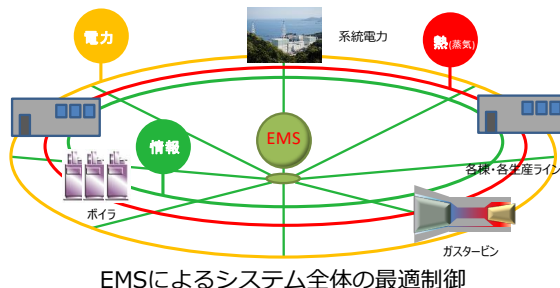 電力
系統電力
熱(蒸気)
情報
EMS
各棟・各生産ライン
ボイラ
ガスタービン
EMSによるシステム全体の最適制御